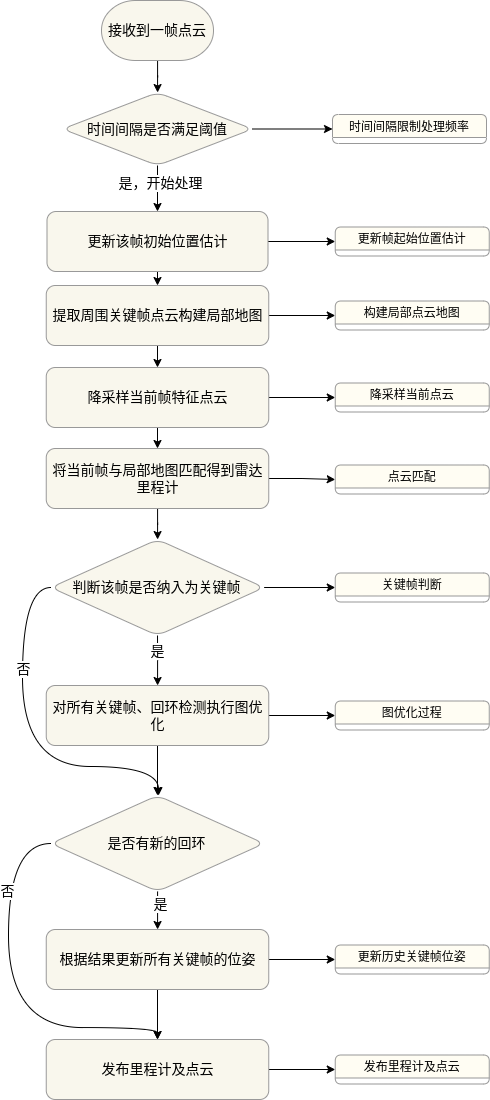 接收到一帧点云
时间间隔是否满足阈值
时间间隔限制处理频率
是，开始处理
更新该帧初始位置估计
更新帧起始位置估计
提取周围关键帧点云构建局部地图
构建局部点云地图
降采样当前帧特征点云
降采样当前点云
将当前帧与局部地图匹配得到雷达
里程计
点云匹配
判断该帧是否纳入为关键帧
关键帧判断
否
是
对所有关键帧、回环检测执行图优
化
图优化过程
是否有新的回环
否
是
根据结果更新所有关键帧的位姿
更新历史关键帧位姿
发布里程计及点云
发布里程计及点云